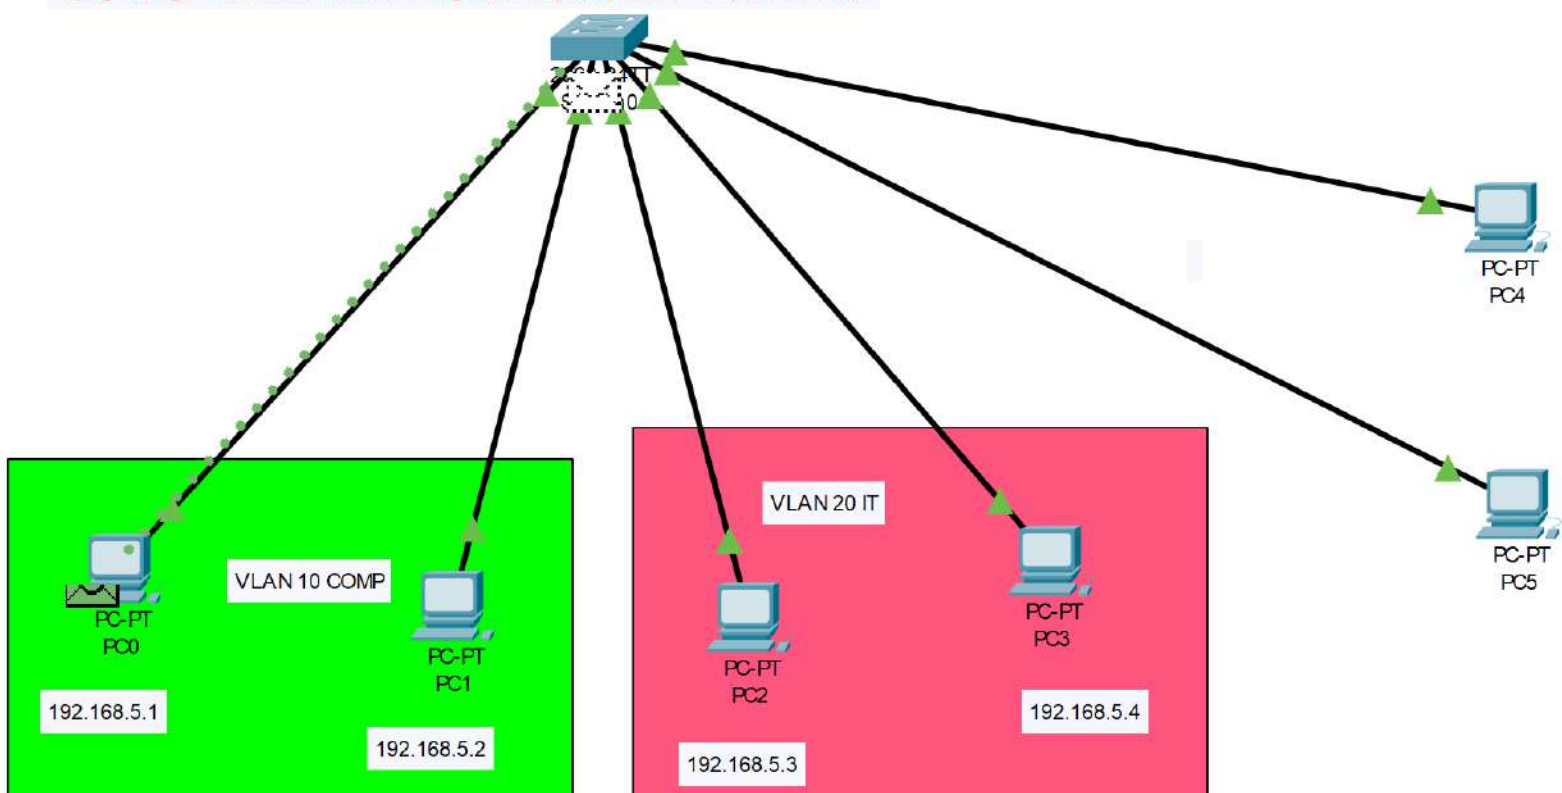 PC-PT
PC4
PC-PT
PC5
VLAN 20 IT
VLAN 10 COMP
PC-PT
PC0
PC-PT
PC1
PC-PT
PC2
PC-PT
PC3
192.168.5.1
192.168.5.2
192.168.5.3
192.168.5.4